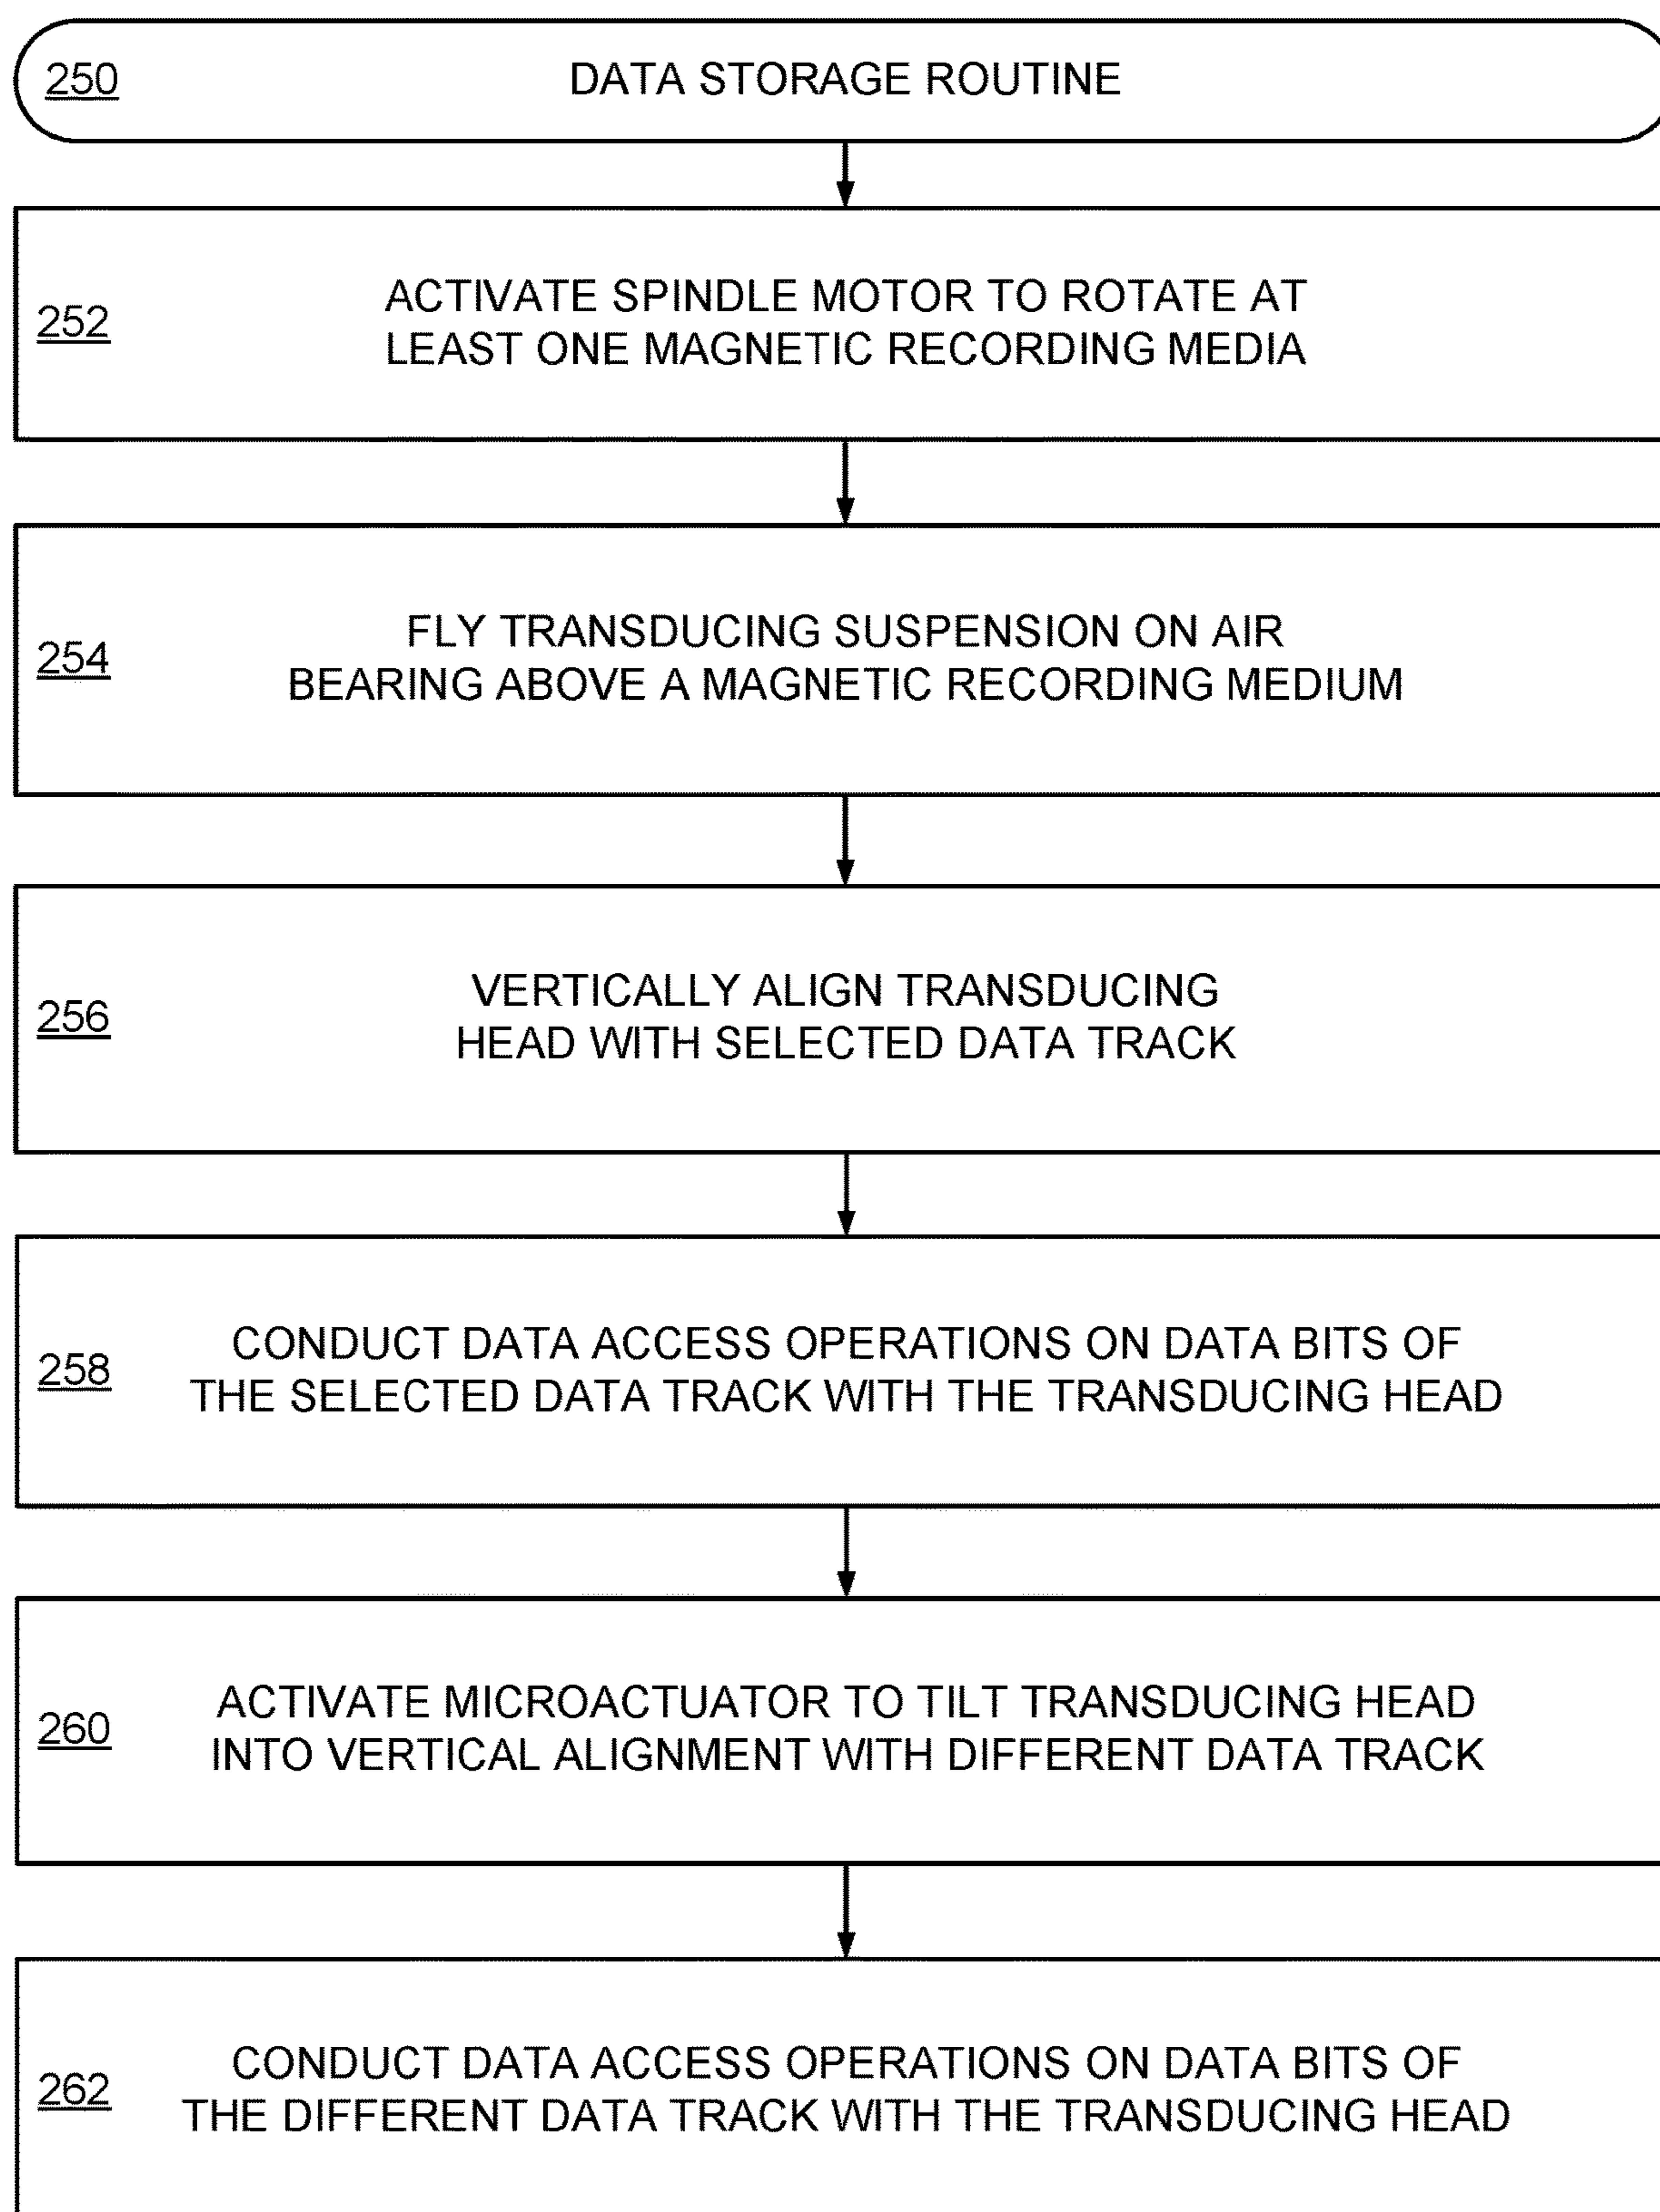 250 DATA STORAGE ROUTINE
252
ACTIVATE SPINDLE MOTOR TO ROTATE AT
LEAST ONE MAGNETIC RECORDING MEDIA
254
FLY TRANSDUCING SUSPENSION ON AIR
BEARING ABOVE A MAGNETIC RECORDING MEDIUM
256
VERTICALLY ALIGN TRANSDUCING
HEAD WITH SELECTED DATA TRACK
258
CONDUCT DATA ACCESS OPERATIONS ON DATA BITS OF
THE SELECTED DATA TRACK WITH THE TRANSDUCING HEAD
260
ACTIVATE MICROACTUATOR TO TILT TRANSDUCING HEAD
INTO VERTICAL ALIGNMENT WITH DIFFERENT DATA TRACK
262
CONDUCT DATA ACCESS OPERATIONS ON DATA BITS OF
THE DIFFERENT DATA TRACK WITH THE TRANSDUCING HEAD